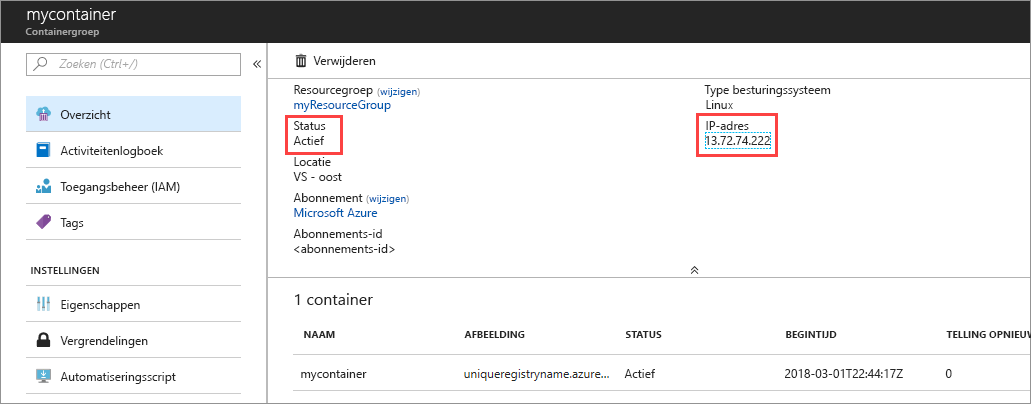 mycontainer
Containergroep
Zoeken (Ctrl+/)
«
Overzicht
Activiteitenlogboek
Toegangsbeheer (IAM)
Tags
INSTELLINGEN
Eigenschappen
Vergrendelingen
Automatiseringsscript
Verwijderen
Resourcegroep (wijzigen)
myResourceGroup
Status
Actief
Locatie
VS - oost
Abonnement (wijzigen)
Microsoft Azure
Abonnements-id
<abonnements-id>
Type besturingssysteem
Linux
IP-adres
13.72.74.222
1 container
NAAM AFBEELDING STATUS BEGINTIJD TELLING OPNIEUW
mycontainer uniqueregistryname.azure... Actief 2018-03-01T22:44:17Z 0